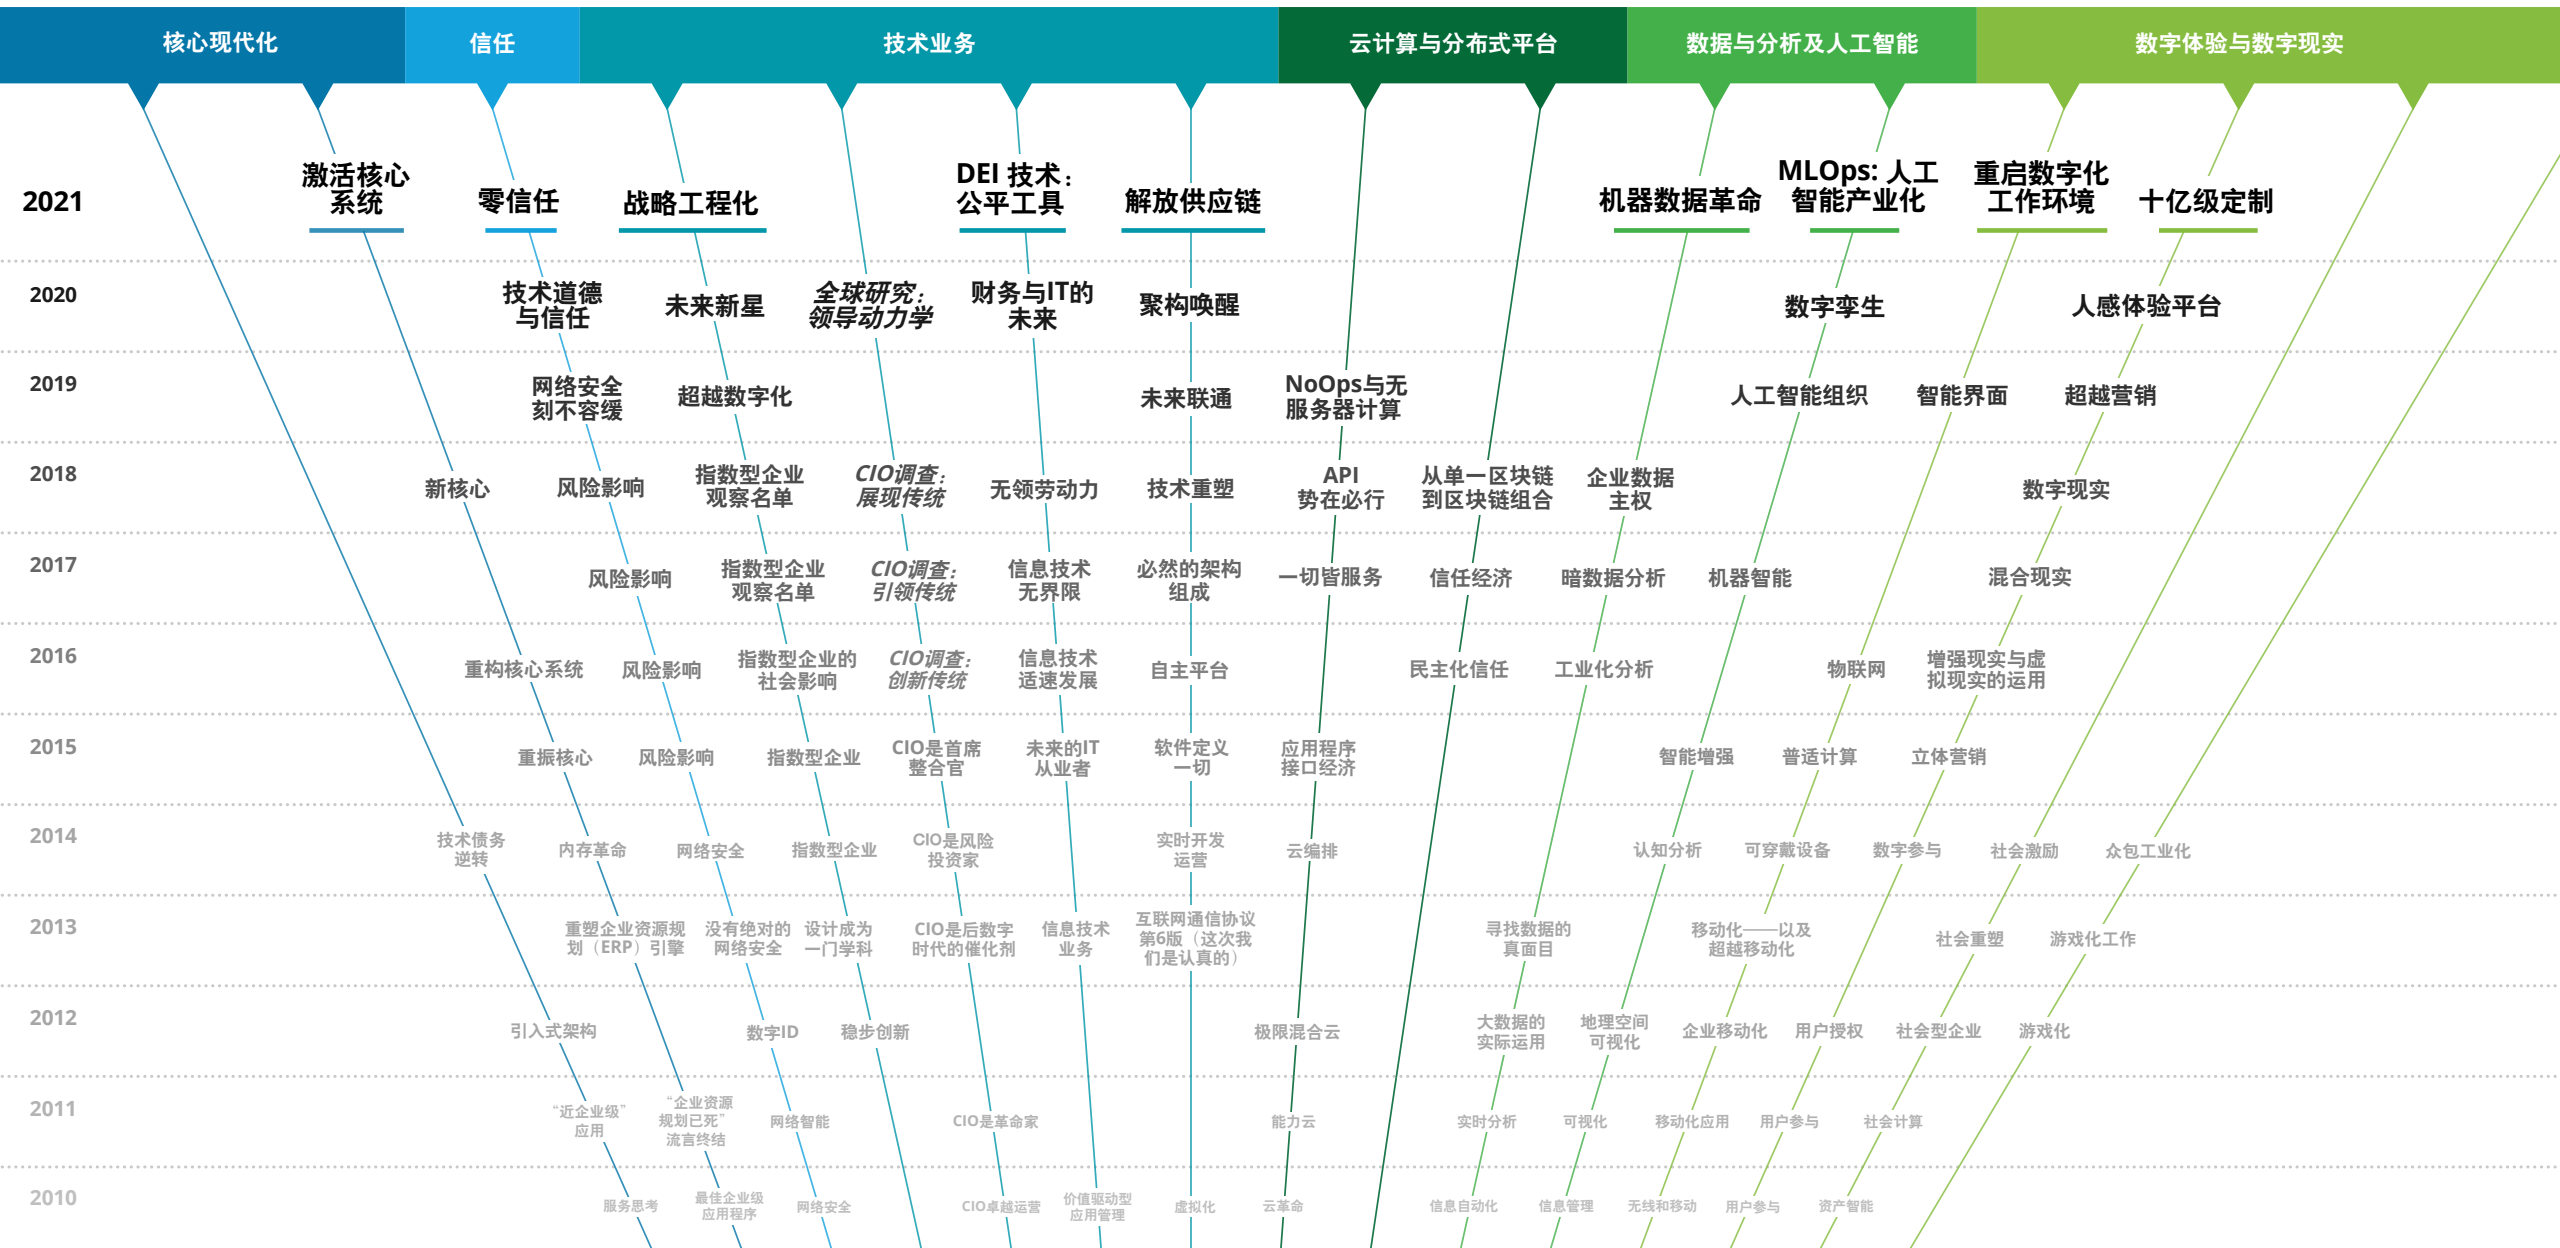 核心现代化
信任
技术业务
云计算与分布式平台
数据与分析及人工智能
数字体验与数字现实
2021
激活核心
系统
零信任
战略工程化
DEI 技术：
公平工具
解放供应链
机器数据革命
MLOps: 人工
智能产业化
重启数字化
工作环境
十亿级定制
2020
技术道德
与信任
未来新星
全球研究：
领导动力学
财务与IT的
未来
聚构唤醒
数字孪生
人感体验平台
2019
网络安全
刻不容缓
超越数字化
未来联通
NoOps与无
服务器计算
人工智能组织
智能界面
超越营销
2018
新核心
风险影响
指数型企业
观察名单
CIO调查：
展现传统
无领劳动力
技术重塑
API
势在必行
从单一区块链
到区块链组合
企业数据
主权
数字现实
2017
风险影响
指数型企业
观察名单
CIO调查：
引领传统
信息技术
无界限
必然的架构
组成
一切皆服务
信任经济
暗数据分析
机器智能
混合现实
2016
重构核心系统
风险影响
指数型企业的
社会影响
CIO调查：
创新传统
信息技术
适速发展
自主平台
民主化信任
工业化分析
物联网
增强现实与虚
拟现实的运用
2015
重振核心
风险影响
指数型企业
CIO是首席
整合官
未来的IT
从业者
软件定义
一切
应用程序
接口经济
智能增强
普适计算
立体营销
2014
技术债务
逆转
内存革命
网络安全
指数型企业
CIO是风险
投资家
实时开发
运营
云编排
认知分析
可穿戴设备
数字参与
社会激励
众包工业化
2013
重塑企业资源规
划（ERP）引擎
没有绝对的
网络安全
设计成为
一门学科
CIO是后数字
时代的催化剂
信息技术
业务
互联网通信协议
第6版（这次我
们是认真的）
寻找数据的
真面目
移动化——以及
超越移动化
社会重塑
游戏化工作
2012
引入式架构
数字ID
稳步创新
极限混合云
大数据的
实际运用
地理空间
可视化
企业移动化
用户授权
社会型企业
游戏化
2011
“近企业级”
应用
“企业资源
规划已死”
流言终结
网络智能
CIO是革命家
能力云
实时分析
可视化
移动化应用
用户参与
社会计算
2010
服务思考
最佳企业级
应用程序
网络安全
CIO卓越运营
价值驱动型
应用管理
虚拟化
云革命
信息自动化
信息管理
无线和移动
用户参与
资产智能